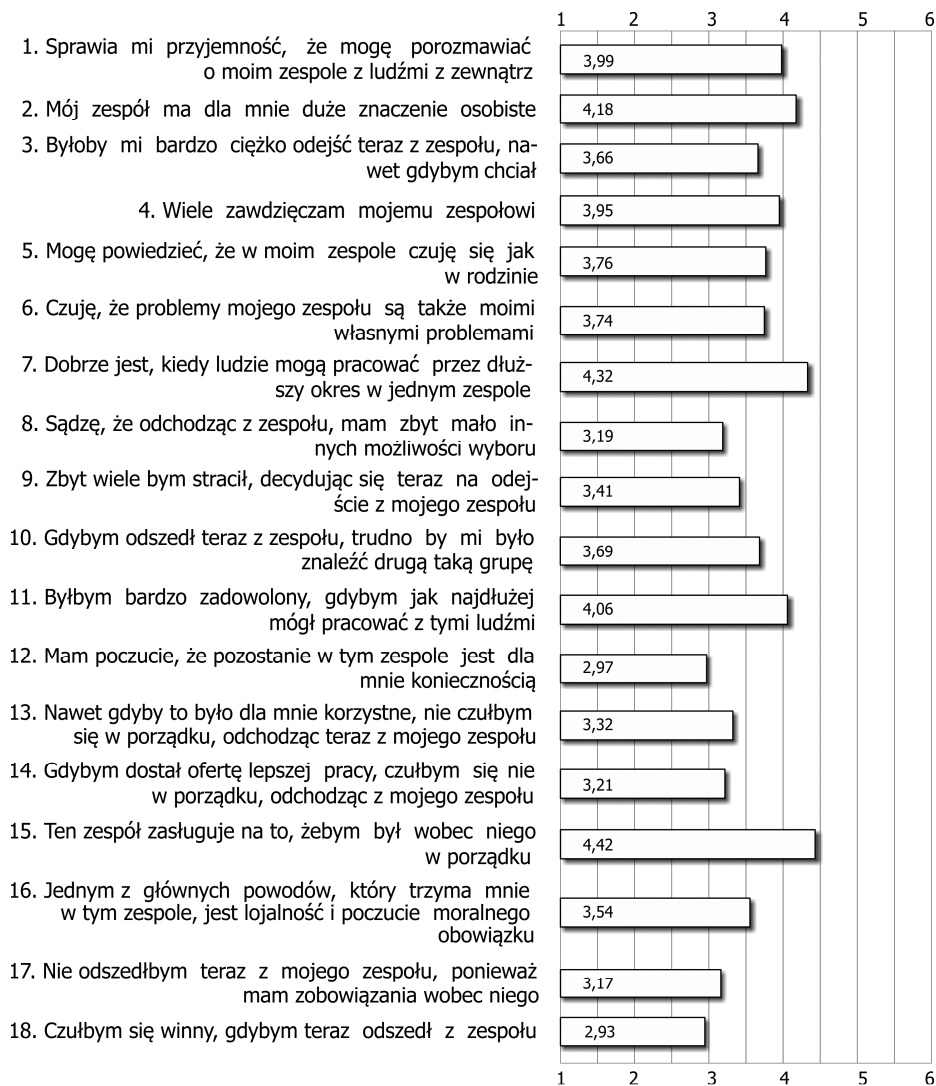 1 2 3 4 5 6
1. Sprawia mi przyjemność, że mogę porozmawiać
o moim zespole z ludźmi z zewnątrz
3,99
2. Mój zespół ma dla mnie duże znaczenie osobiste
4,18
3. Byłoby mi bardzo ciężko odejść teraz z zespołu, na-
wet gdybym chciał
3,66
4. Wiele zawdzięczam mojemu zespołowi
3,95
5. Mogę powiedzieć, że w moim zespole czuję się jak
w rodzinie
3,76
6. Czuję, że problemy mojego zespołu są także moimi
własnymi problemami
3,74
7. Dobrze jest, kiedy ludzie mogą pracować przez dłuż-
szy okres w jednym zespole
4,32
8. Sądzę, że odchodząc z zespołu, mam zbyt mało in-
nych możliwości wyboru
3,19
9. Zbyt wiele bym stracił, decydując się teraz na odej-
ście z mojego zespołu
3,41
10. Gdybym odszedł teraz z zespołu, trudno by mi było
znaleźć drugą taką grupę
3,69
11. Byłbym bardzo zadowolony, gdybym jak najdłużej
mógł pracować z tymi ludźmi
4,06
12. Mam poczucie, że pozostanie w tym zespole jest dla
mnie koniecznością
2,97
13. Nawet gdyby to było dla mnie korzystne, nie czułbym
się w porządku, odchodząc teraz z mojego zespołu
3,32
14. Gdybym dostał ofertę lepszej pracy, czułbym się nie
w porządku, odchodząc z mojego zespołu
3,21
15. Ten zespół zasługuje na to, żebym był wobec niego
w porządku
4,42
16. Jednym z głównych powodów, który trzyma mnie
w tym zespole, jest lojalność i poczucie moralnego
obowiązku
3,54
17. Nie odszedłbym teraz z mojego zespołu, ponieważ
mam zobowiązania wobec niego
3,17
18. Czułbym się winny, gdybym teraz odszedł z zespołu
2,93
1 2 3 4 5 6